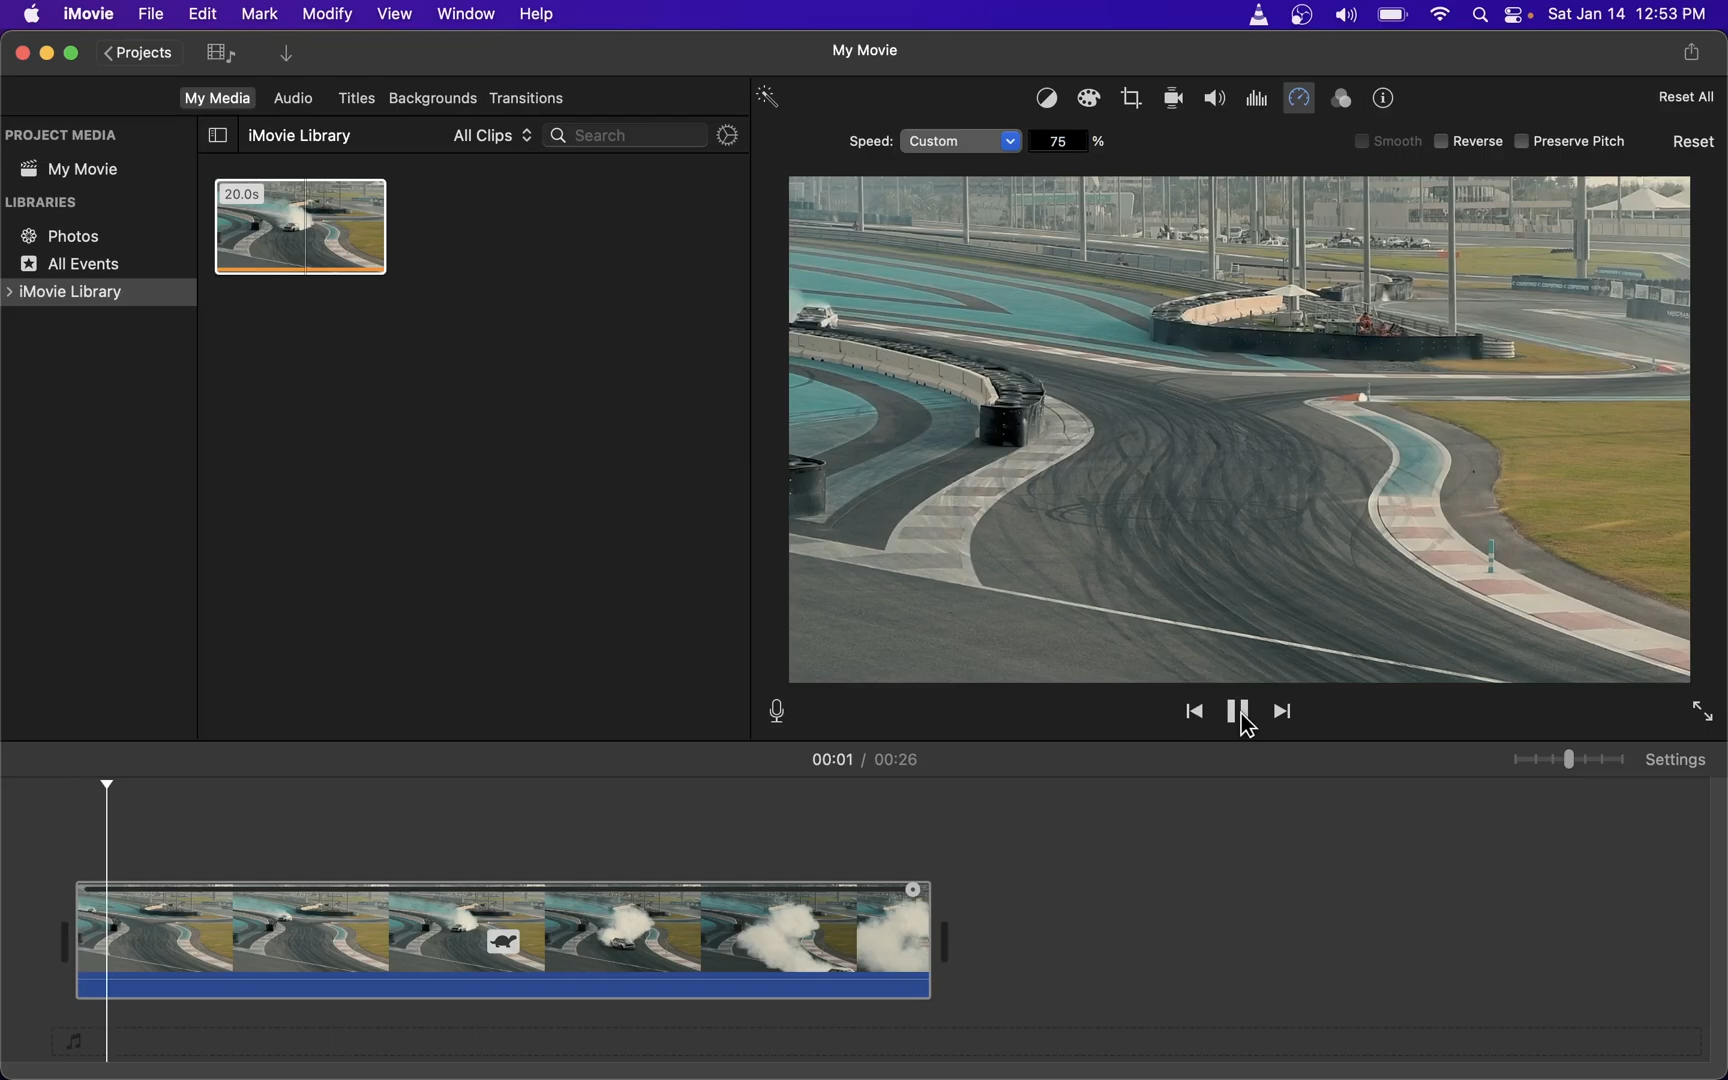 iMovie File Edit Mark Modify View Window Help Sat Jan 14 12:53 PM
Projects My Movie
My Media Audio Titles Backgrounds Transitions Reset All
PROJECT MEDIA iMovie Library All Clips Search Speed: Custom 75 % Smooth Reverse Preserve Pitch Reset
My Movie
20.0s
LIBRARIES
Photos
All Events
iMovie Library
00:01 / 00:26 Settings